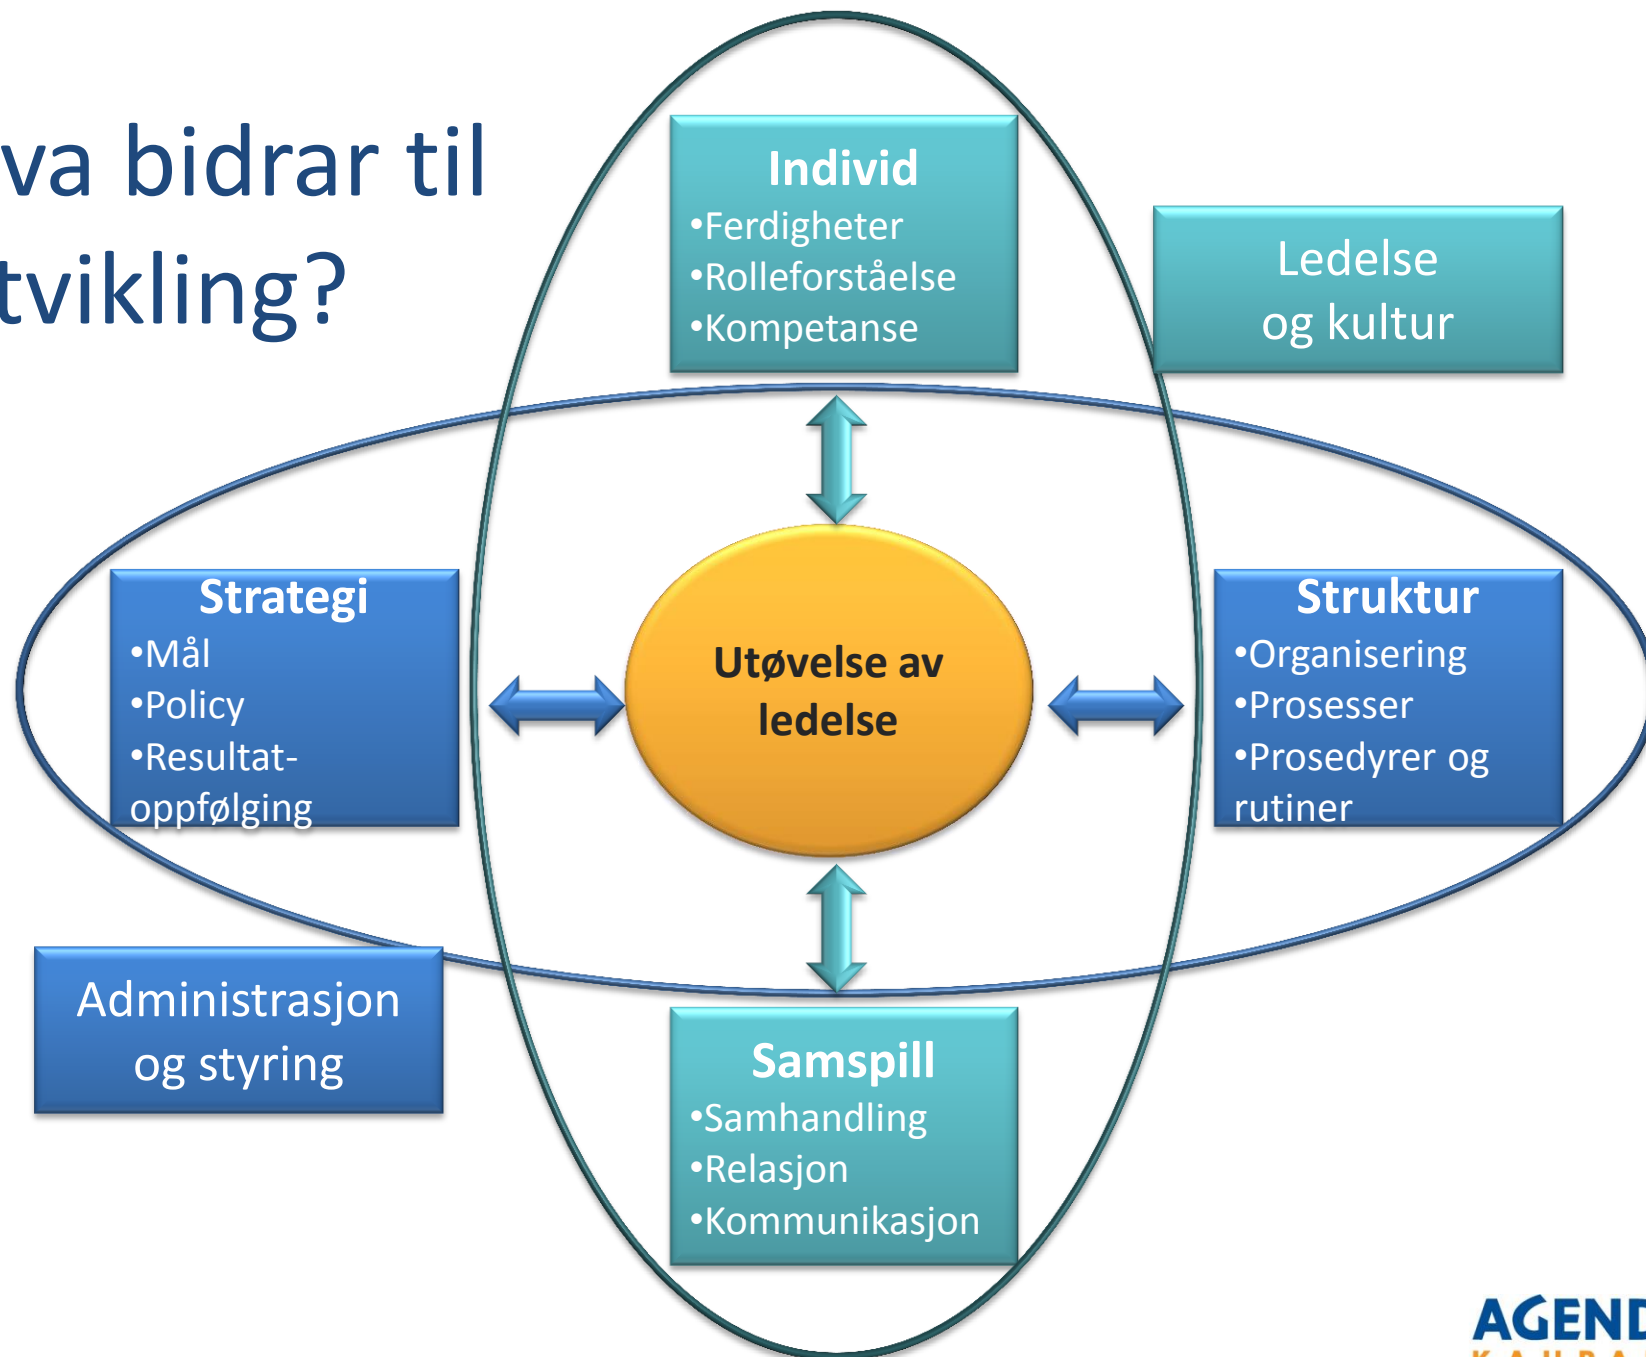 va bidrar til
tvikling?
Individ
•Ferdigheter
•Rolleforståelse
•Kompetanse
Ledelse
og kultur
Strategi
•Mål
•Policy
•Resultat-
oppfølging
Utøvelse av
ledelse
Struktur
•Organisering
•Prosesser
•Prosedyrer og
rutiner
Administrasjon
og styring
Samspill
•Samhandling
•Relasjon
•Kommunikasjon
AGEND